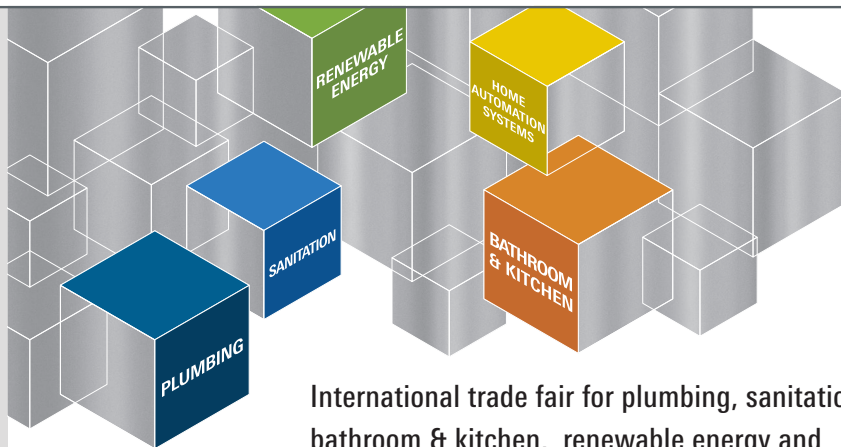 RENEWABLE
ENERGY
HOME
AUTOMATION
SYSTEMS
SANITATION
BATHROOM
& KITCHEN
PLUMBING
International trade fair for plumbing,
bathroom & kitchen, renewable energy and